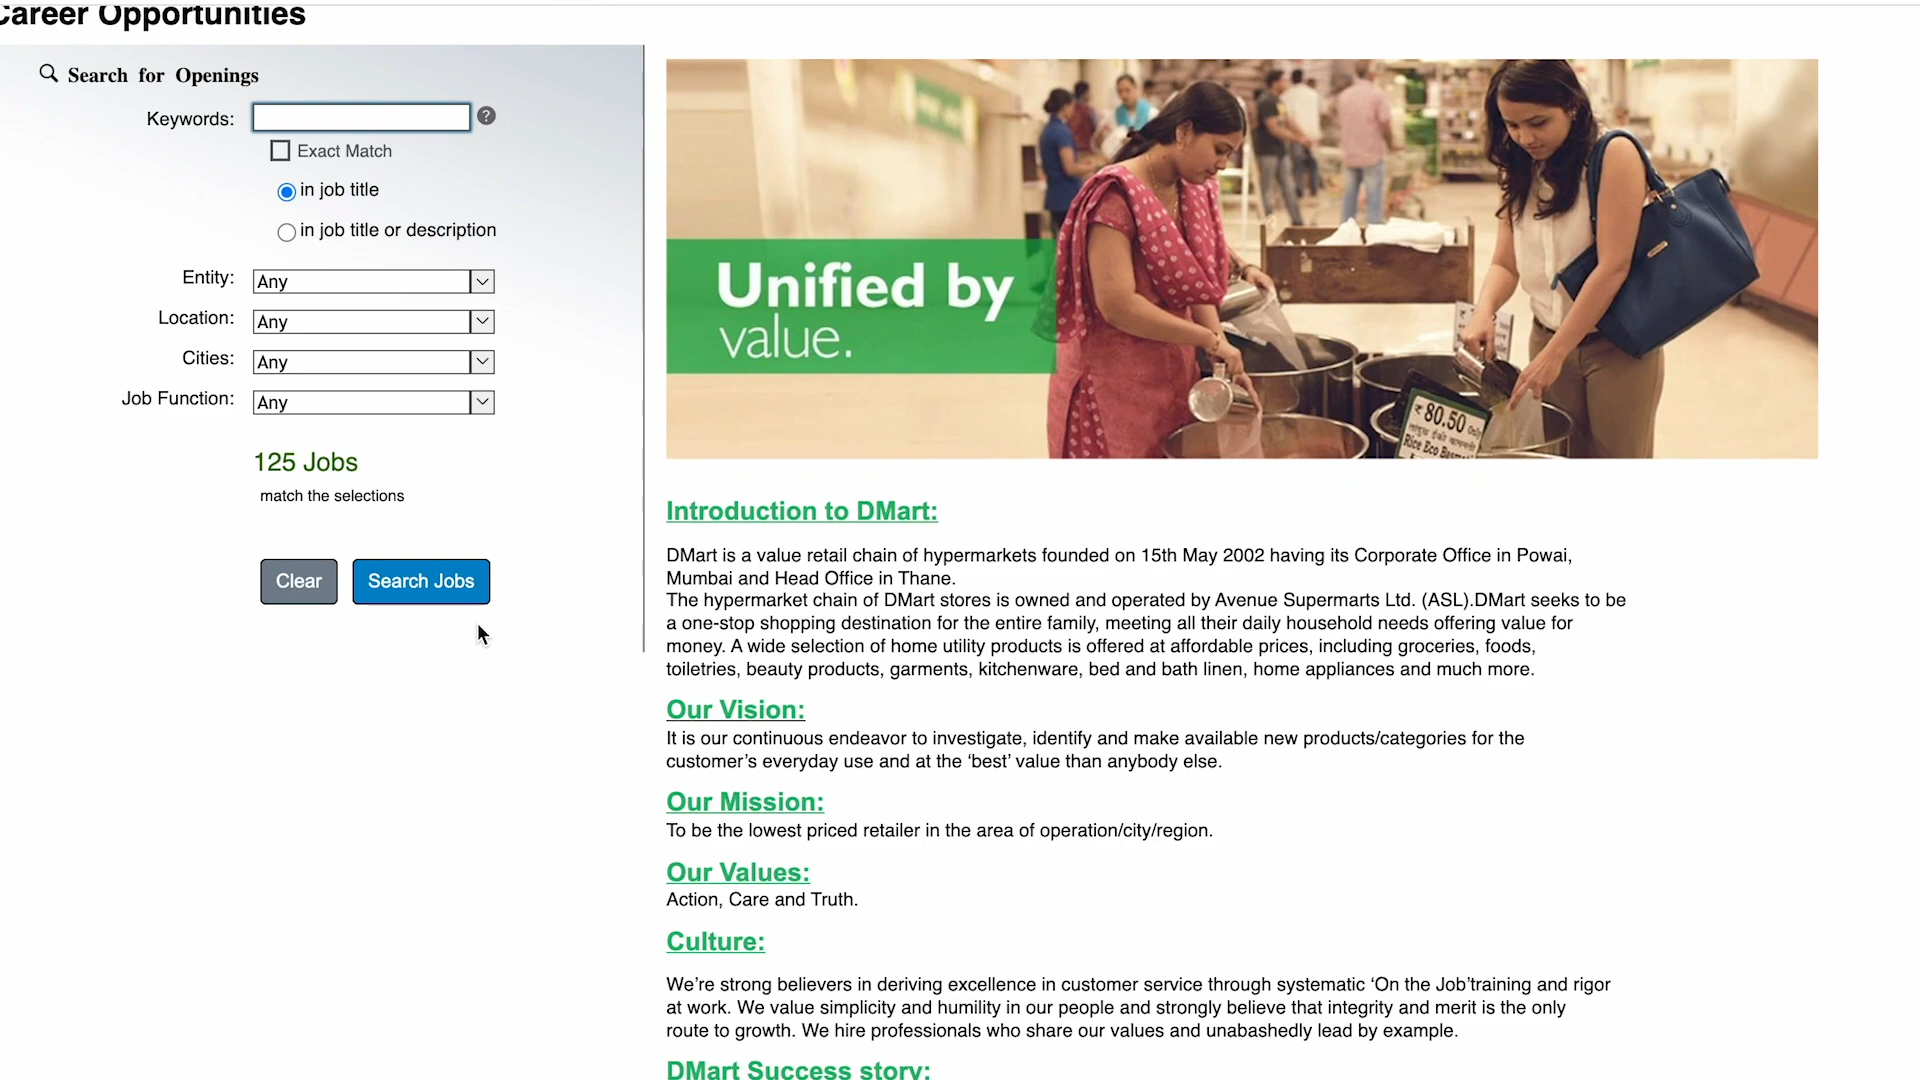 Career Opportunities
Search for Openings
Keywords:
?
Exact Match
in job title
in job title or description
Entity:
Any
Location:
Any
Cities:
Any
Job Function:
Any
125 Jobs
match the selections
Clear
Search Jobs
Unified by
value.
₹ 80.50 Only
Introduction to DMart:
DMart is a value retail chain of hypermarkets founded on 15th May 2002 having its Corporate Office in Powai,
Mumbai and Head Office in Thane.
The hypermarket chain of DMart stores is owned and operated by Avenue Supermarts Ltd. (ASL).DMart seeks to be
a one-stop shopping destination for the entire family, meeting all their daily household needs offering value for
money. A wide selection of home utility products is offered at affordable prices, including groceries, foods,
toiletries, beauty products, garments, kitchenware, bed and bath linen, home appliances and much more.
Our Vision:
It is our continuous endeavor to investigate, identify and make available new products/categories for the
customer’s everyday use and at the ‘best’ value than anybody else.
Our Mission:
To be the lowest priced retailer in the area of operation/city/region.
Our Values:
Action, Care and Truth.
Culture:
We’re strong believers in deriving excellence in customer service through systematic ‘On the Job’training and rigor
at work. We value simplicity and humility in our people and strongly believe that integrity and merit is the only
route to growth. We hire professionals who share our values and unabashedly lead by example.
DMart Success story: